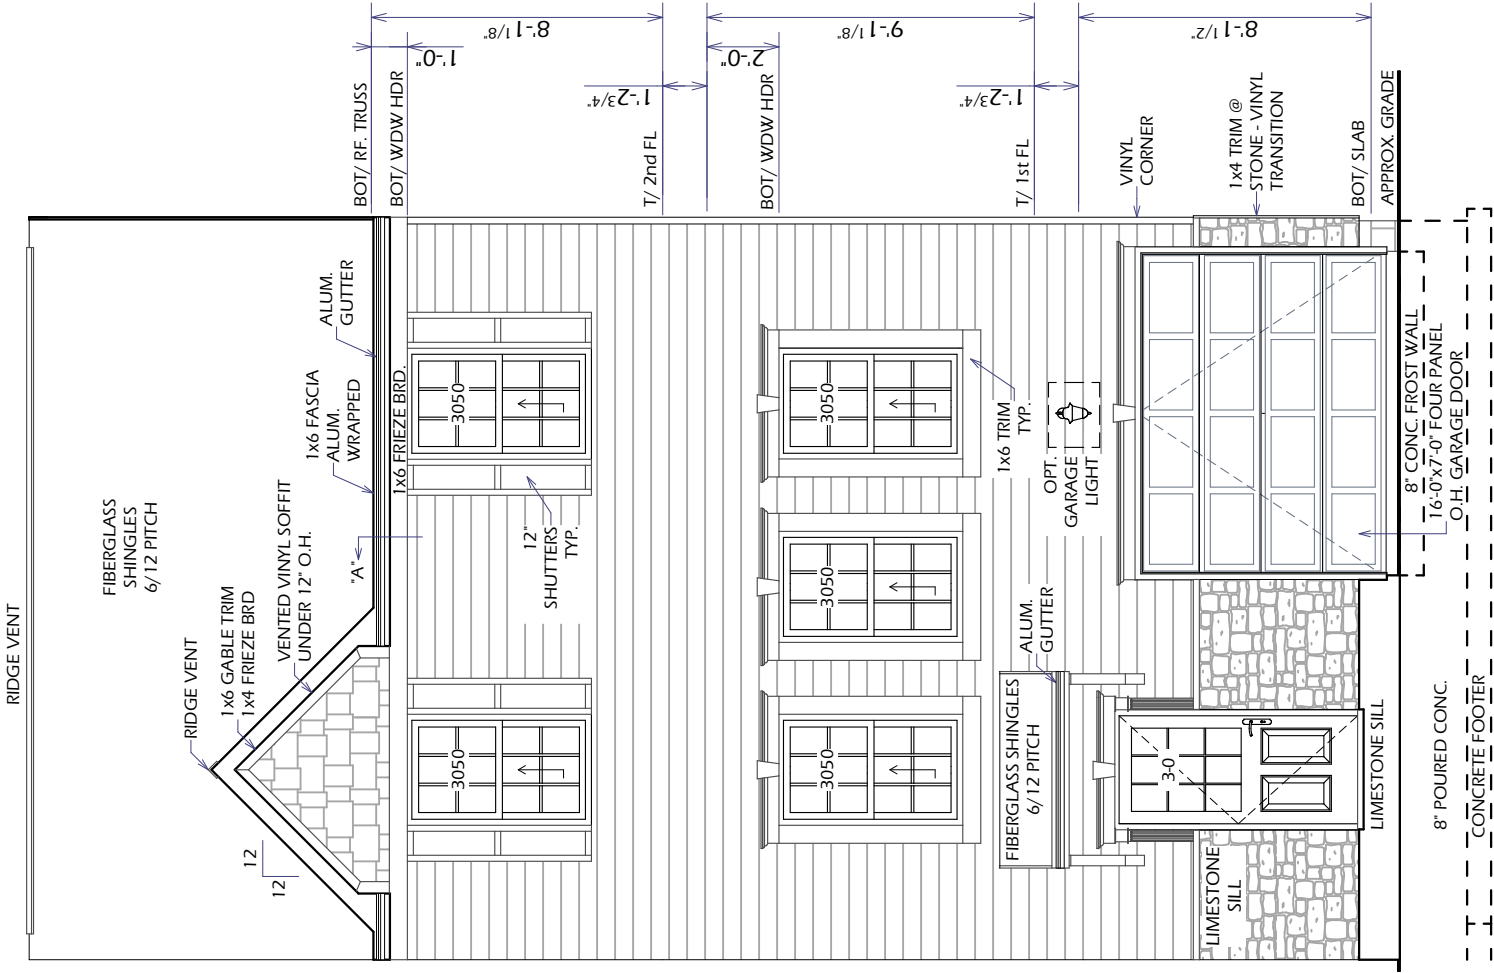 RIDGE VENT
FIBERGLASS
SHINGLES
6/12 PITCH
RIDGE VENT
1x6 GABLE TRIM
1x4 FRIEZE BRD
VENTED VINYL SOFFIT
UNDER 12" O.H.
12
12
1x6 FASCIA
ALUM.
WRAPPED
ALUM.
GUTTER
"A"
1x6 FRIEZE BRD.
BOT/ RF. TRUSS
BOT/ WDW HDR
1'-0"
8'-1 1/8"
3050
3050
12"
SHUTTERS
TYP.
T/ 2nd FL
1'-2 3/4"
BOT/ WDW HDR
2'-0"
9'-1 1/8"
3050
3050
3050
1x6 TRIM
TYP.
T/ 1st FL
1'-2 3/4"
FIBERGLASS SHINGLES
6/12 PITCH
ALUM.
GUTTER
OPT.
GARAGE
LIGHT
VINYL
CORNER
8'-1 1/2"
1x4 TRIM @
STONE - VINYL
TRANSITION
3-0
LIMESTONE
SILL
LIMESTONE SILL
BOT/ SLAB
APPROX. GRADE
8" CONC. FROST WALL
16'-0"x7'-0" FOUR PANEL
O.H. GARAGE DOOR
8" POURED CONC.
CONCRETE FOOTER